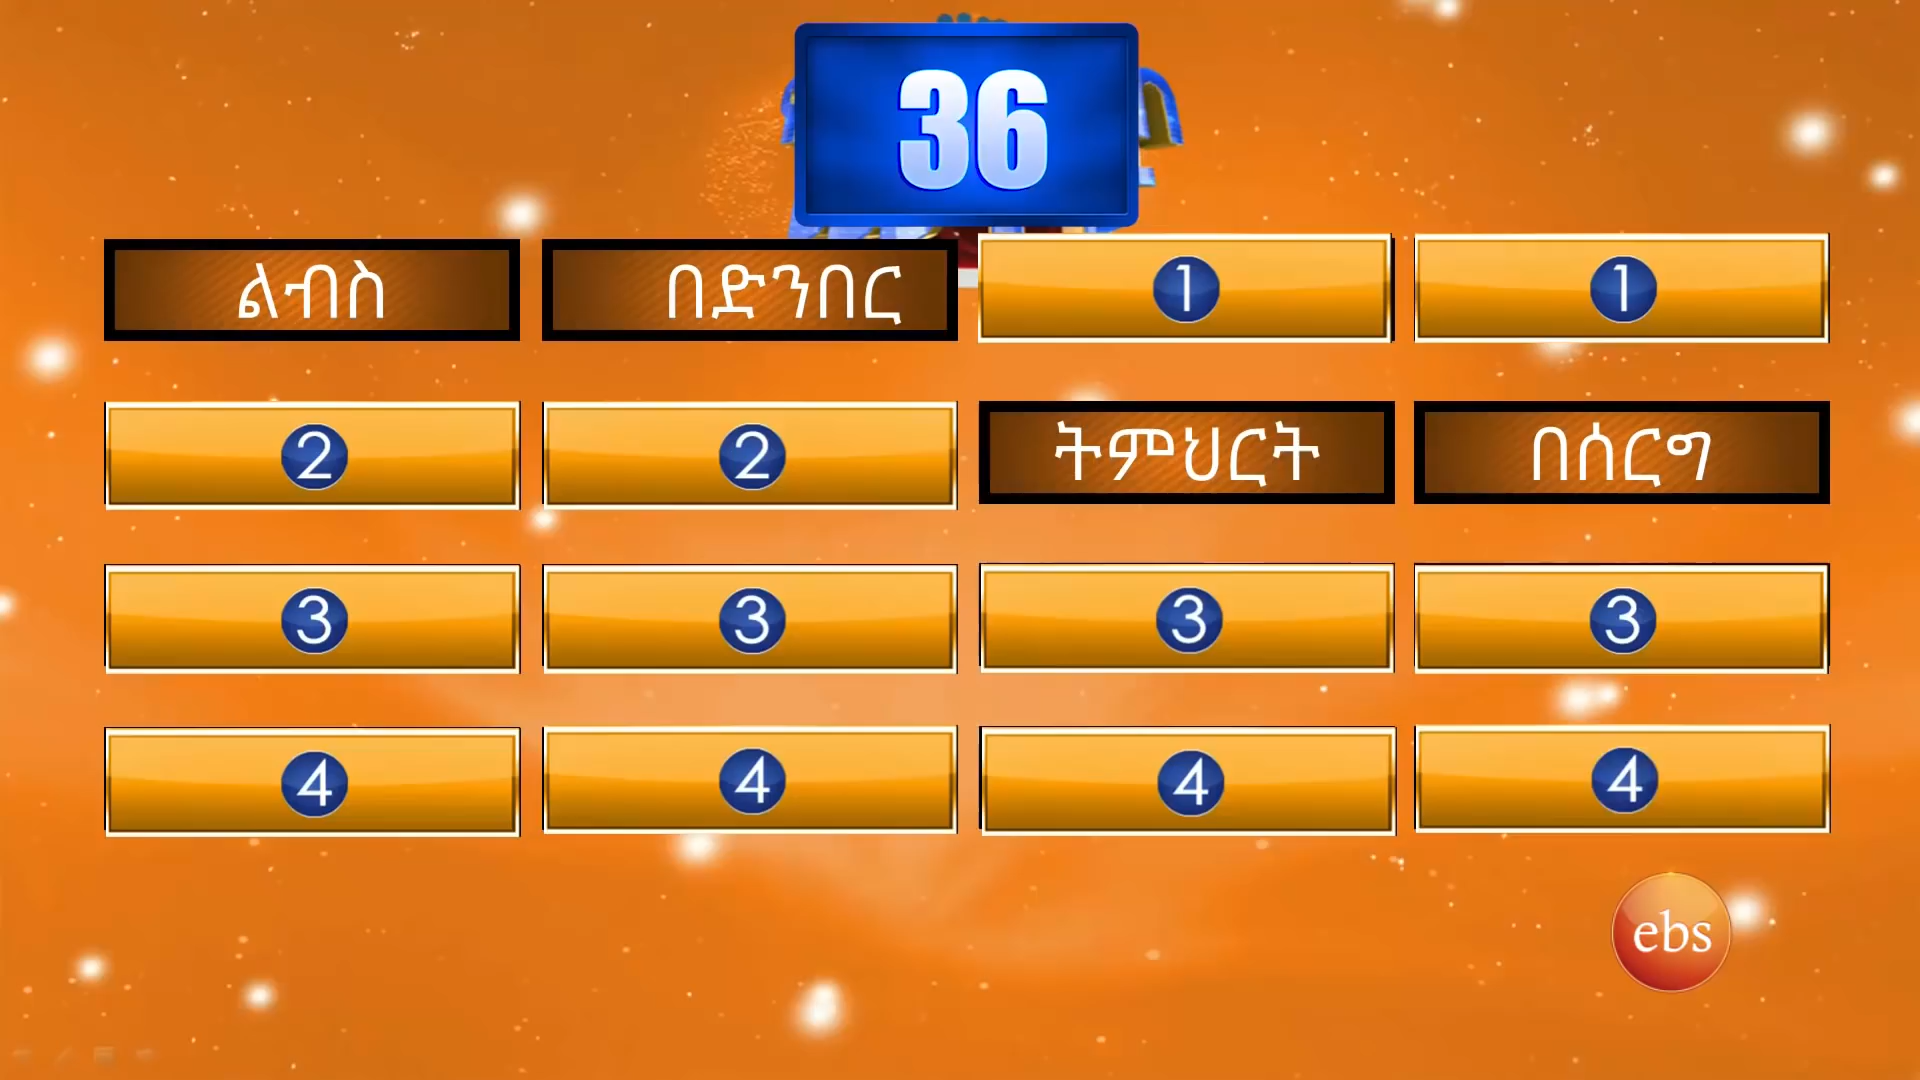 36
ልብስ በድንበር 1 1
2 2 ትምህርት በሰርግ
3 3 3 3
4 4 4 4
ebs